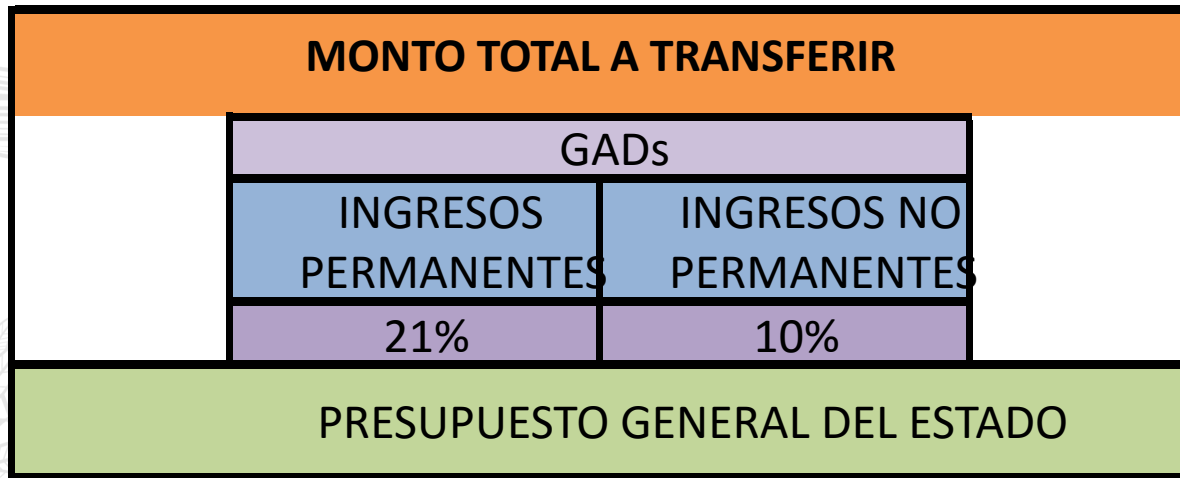 MONTO TOTAL A TRANSFERIR
GADs
INGRESOS
PERMANENTES
INGRESOS NO
PERMANENTES
21%
10%
PRESUPUESTO GENERAL DEL ESTADO